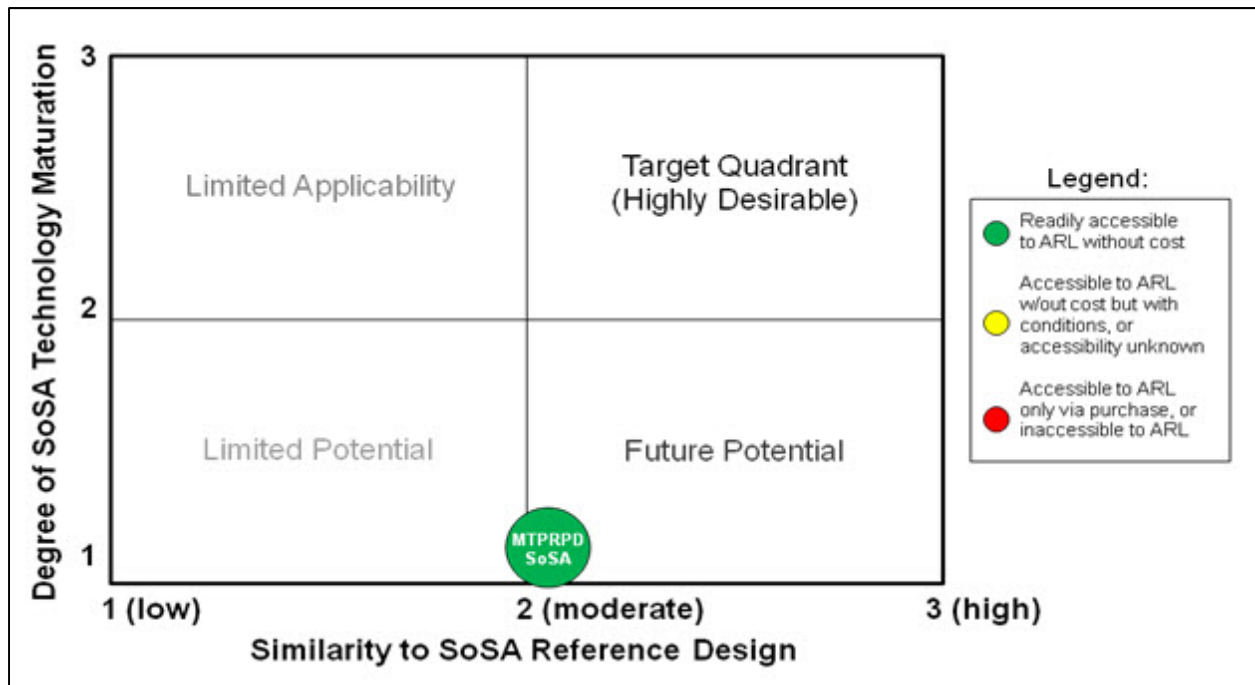 Degree of SoSA Technology Maturation
3
2
1
Limited Applicability
Target Quadrant
(Highly Desirable)
Limited Potential
Future Potential
MTPRPD
SoSA
1 (low)
2 (moderate)
3 (high)
Similarity to SoSA Reference Design
Legend:
Readily accessible
to ARL without cost
Accessible to ARL
w/out cost but with
conditions, or
accessibility unknown
Accessible to ARL
only via purchase, or
inaccessible to ARL